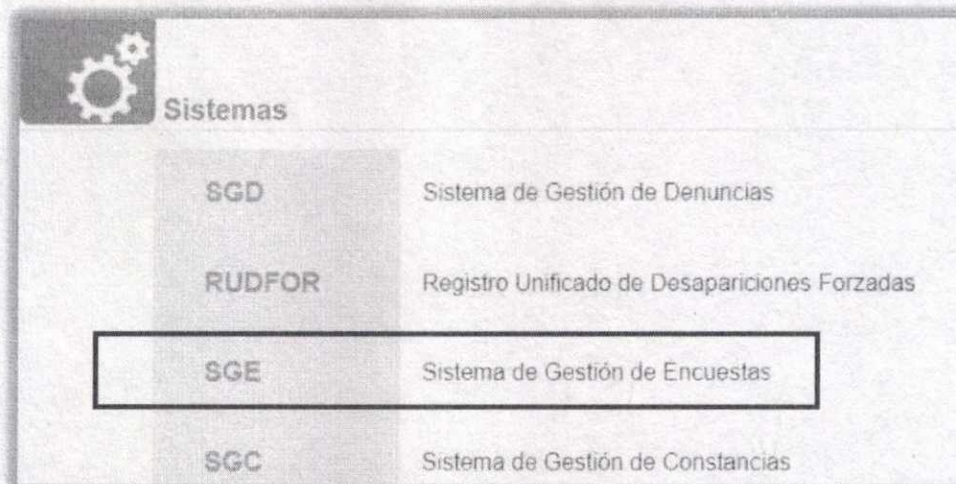 Sistemas
SGD Sistema de Gestión de Denuncias
RUDFOR Registro Unificado de Desapariciones Forzadas
SGE Sistema de Gestión de Encuestas
SGC Sistema de Gestión de Constancias